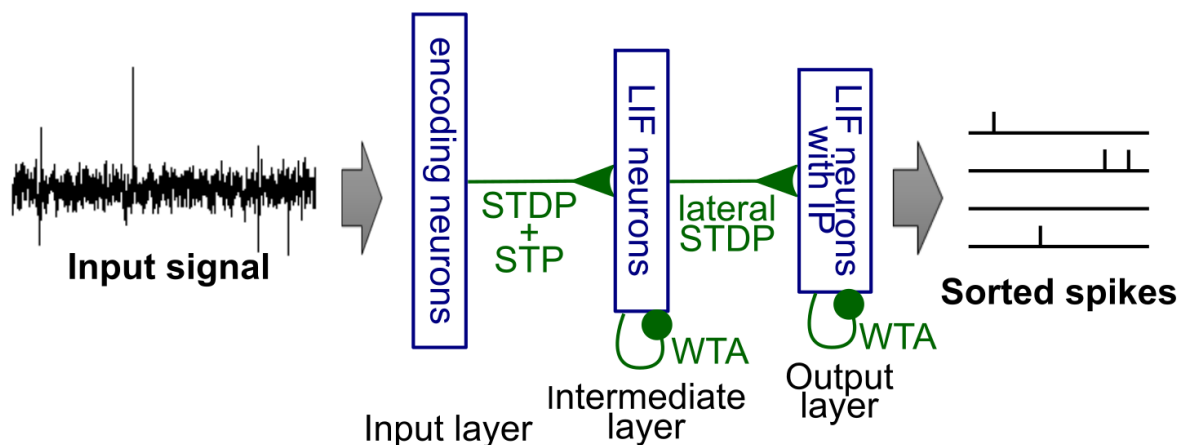 Input signal
encoding neurons
Input layer
STDP
+
STP
LIF neurons
WTA
Intermediate
layer
lateral
STDP
LIF neurons
with IP
WTA
Output
layer
Sorted spikes